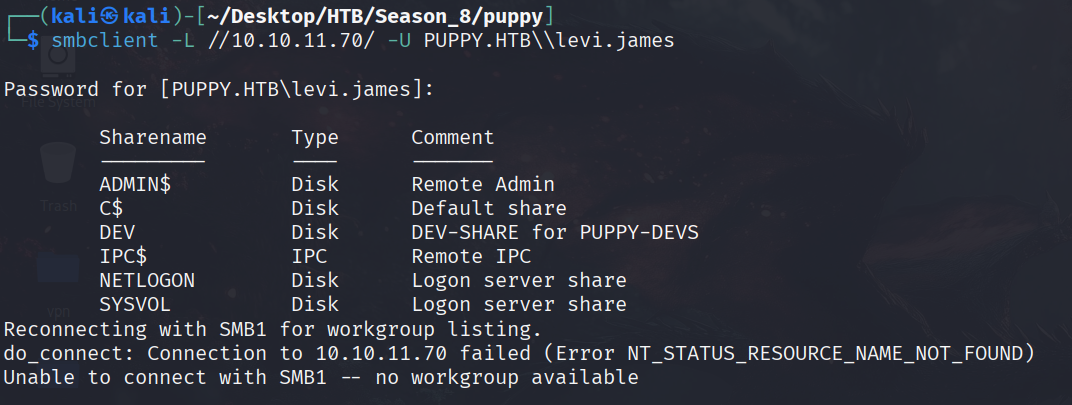 (kali㉿kali)-[~/Desktop/HTB/Season_8/puppy]
$ smbclient -L //10.10.11.70/ -U PUPPY.HTB\\levi.james
Password for [PUPPY.HTB\levi.james]:
File System
Sharename Type Comment
--------- ---- -------
ADMIN$ Disk Remote Admin
C$ Disk Default share
Trash
DEV Disk DEV-SHARE for PUPPY-DEVS
IPC$ IPC Remote IPC
NETLOGON Disk Logon server share
SYSVOL Disk Logon server share
vpn
Reconnecting with SMB1 for workgroup listing.
do_connect: Connection to 10.10.11.70 failed (Error NT_STATUS_RESOURCE_NAME_NOT_FOUND)
Unable to connect with SMB1 -- no workgroup available